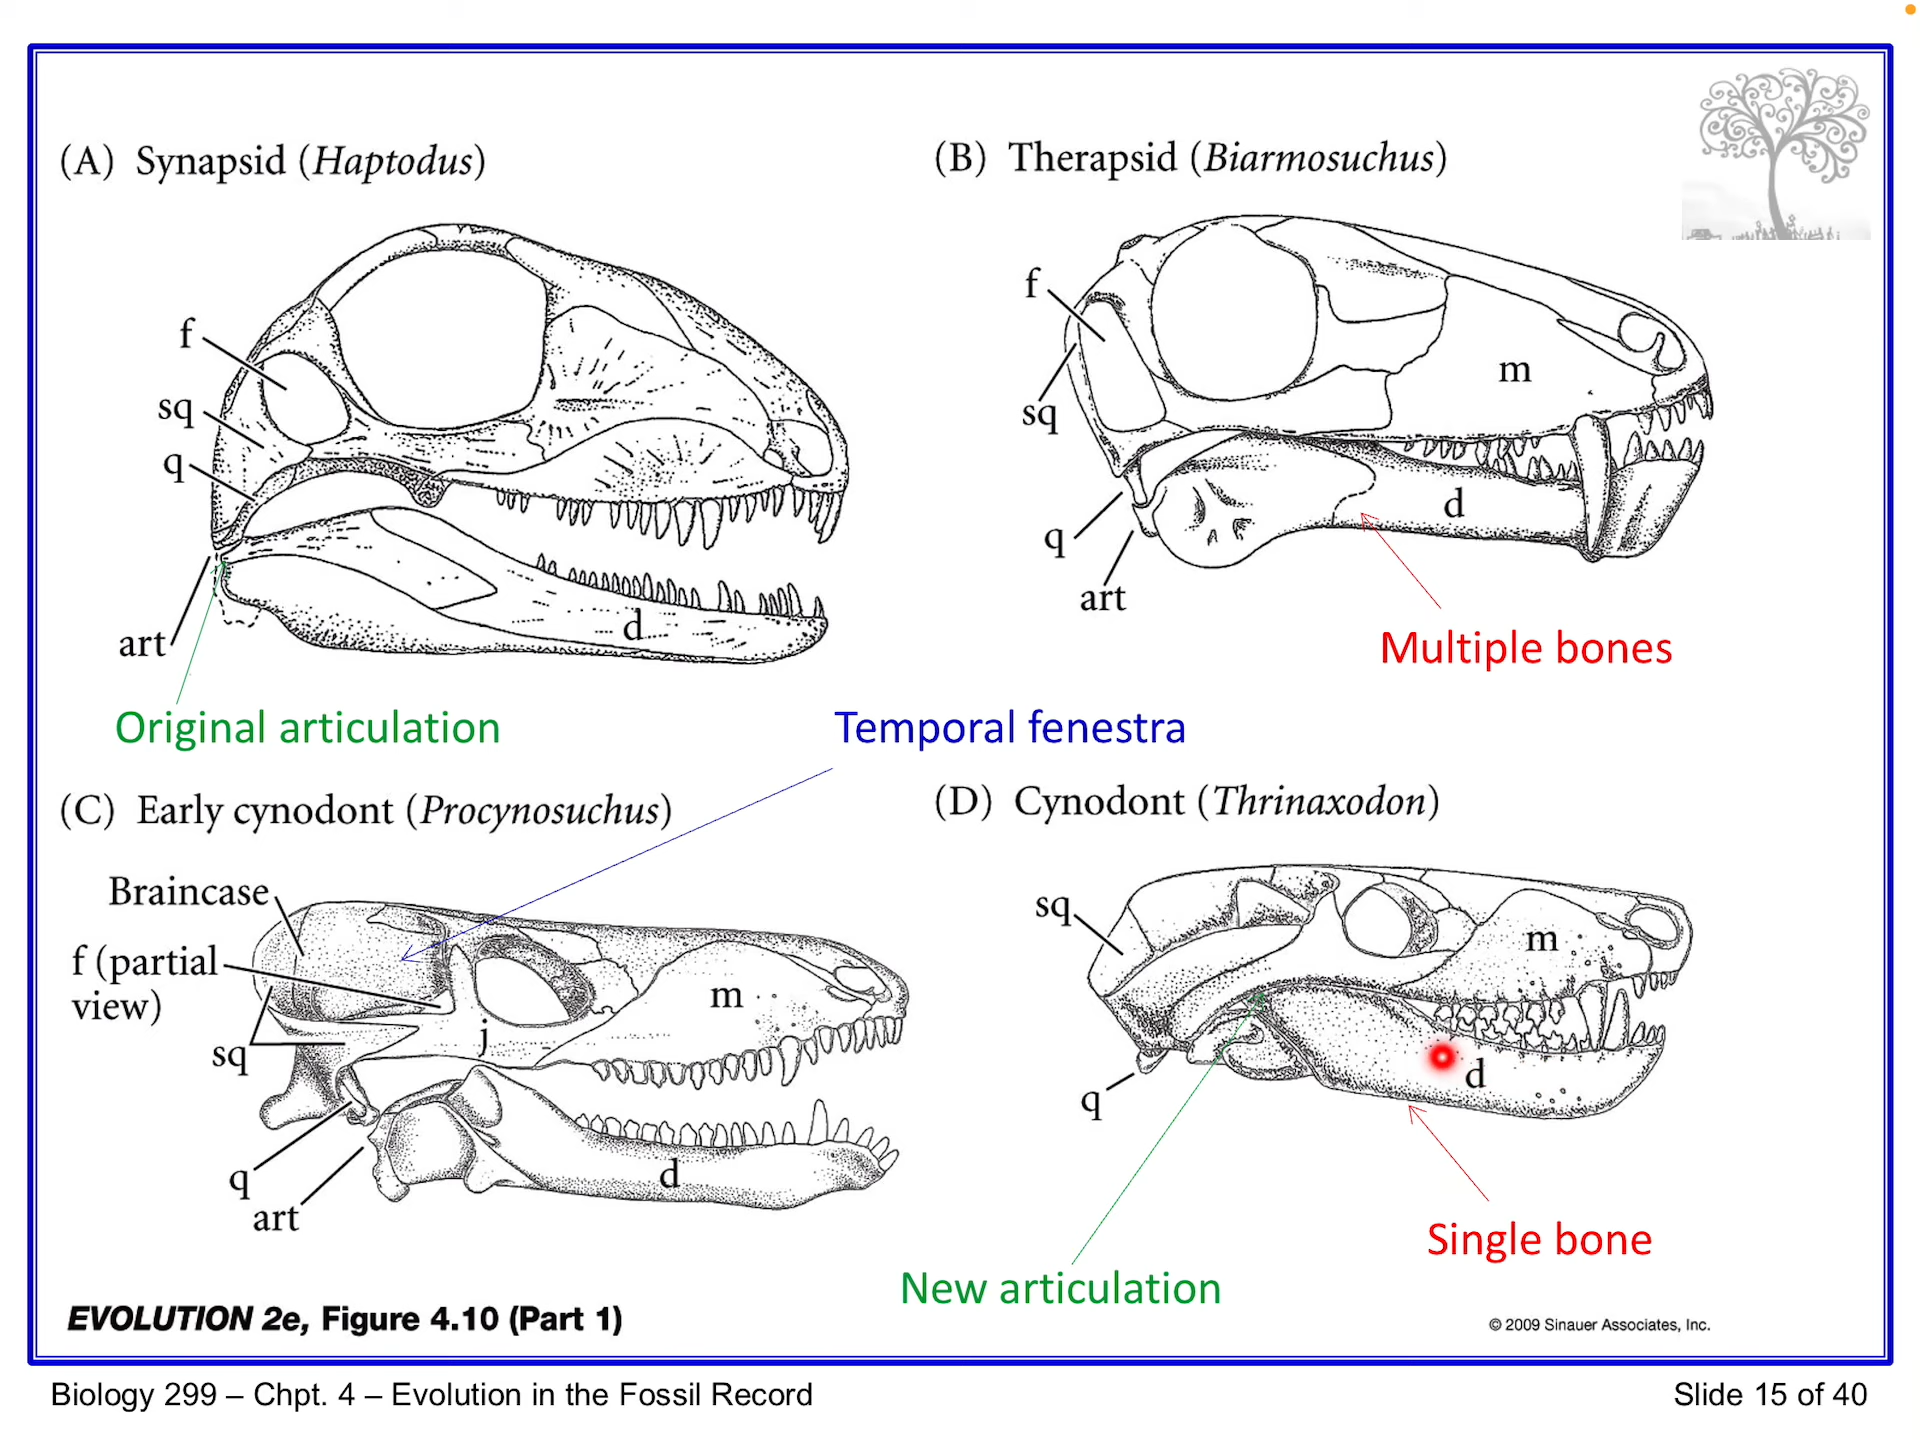 (A) Synapsid (Haptodus)
f
sq
q
art
d
Original articulation
(B) Therapsid (Biarmosuchus)
f
sq
m
d
q
art
Multiple bones
Temporal fenestra
(C) Early cynodont (Procynosuchus)
Braincase
f (partial
view)
sq
j
m
q
art
d
(D) Cynodont (Thrinaxodon)
sq
m
d
q
Single bone
New articulation
EVOLUTION 2e, Figure 4.10 (Part 1)
© 2009 Sinauer Associates, Inc.
Biology 299 – Chpt. 4 – Evolution in the Fossil Record
Slide 15 of 40